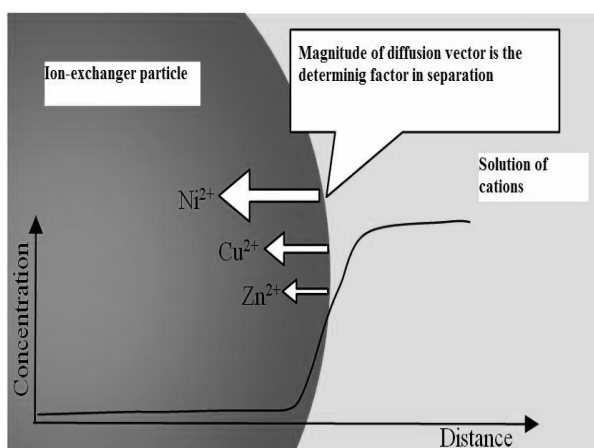 Ion-exchanger particle
Magnitude of diffusion vector is the
determinig factor in separation
Solution of
cations
Ni²⁺
Cu²⁺
Zn²⁺
Concentration
Distance